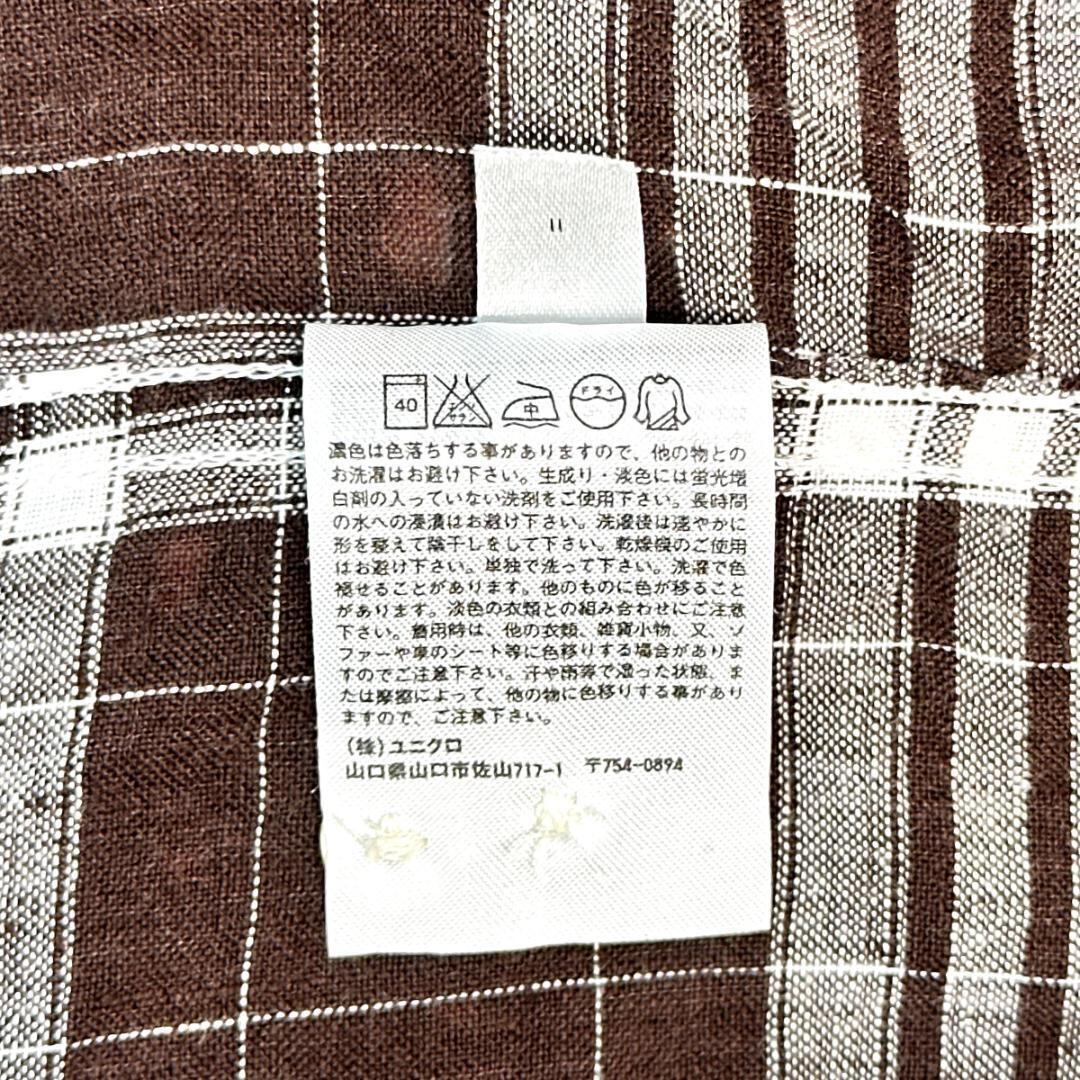 II
40 エンソ サラシ 中 ドライ
濃色は色落ちする事がありますので、他の物との
お洗濯はお避け下さい。生成り・淡色には蛍光増
白剤の入っていない洗剤をご使用下さい。長時間
の水への浸漬はお避け下さい。洗濯後は速やかに
形を整えて陰干しをして下さい。乾燥機のご使用
はお避け下さい。単独で洗って下さい。洗濯で色
褪せることがあります。他のものに色が移ること
があります。淡色の衣類との組み合わせにご注意
下さい。着用時は、他の衣類、雑貨小物、又、ソ
ファーや車のシート等に色移りする場合がありま
すのでご注意下さい。汗や雨等で湿った状態、ま
たは摩擦によって、他の物に色移りする事があり
ますので、ご注意下さい。
(株)ユニクロ
山口県山口市佐山717-1 〒754-0894